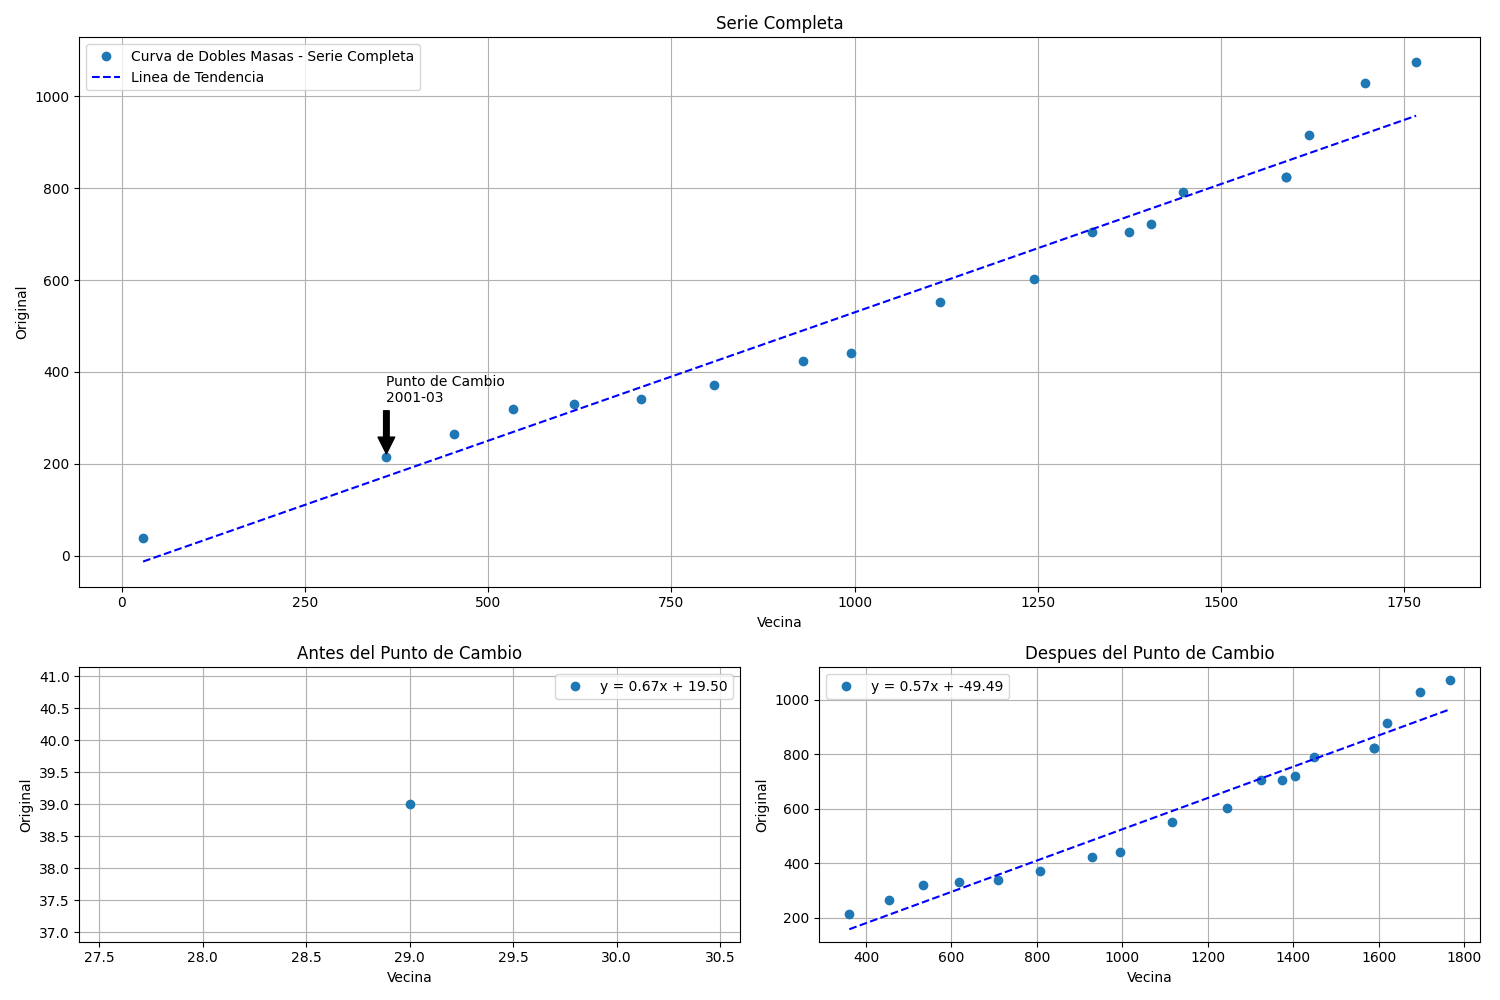 Serie Completa
Curva de Dobles Masas - Serie Completa
Linea de Tendencia
1000
800
600
400
200
0
Original
Punto de Cambio
2001-03
0 250 500 750 1000 1250 1500 1750
Vecina
Antes del Punto de Cambio
y = 0.67x + 19.50
41.0
40.5
40.0
39.5
39.0
38.5
38.0
37.5
37.0
Original
27.5 28.0 28.5 29.0 29.5 30.0 30.5
Vecina
Despues del Punto de Cambio
y = 0.57x + -49.49
1000
800
600
400
200
Original
400 600 800 1000 1200 1400 1600 1800
Vecina